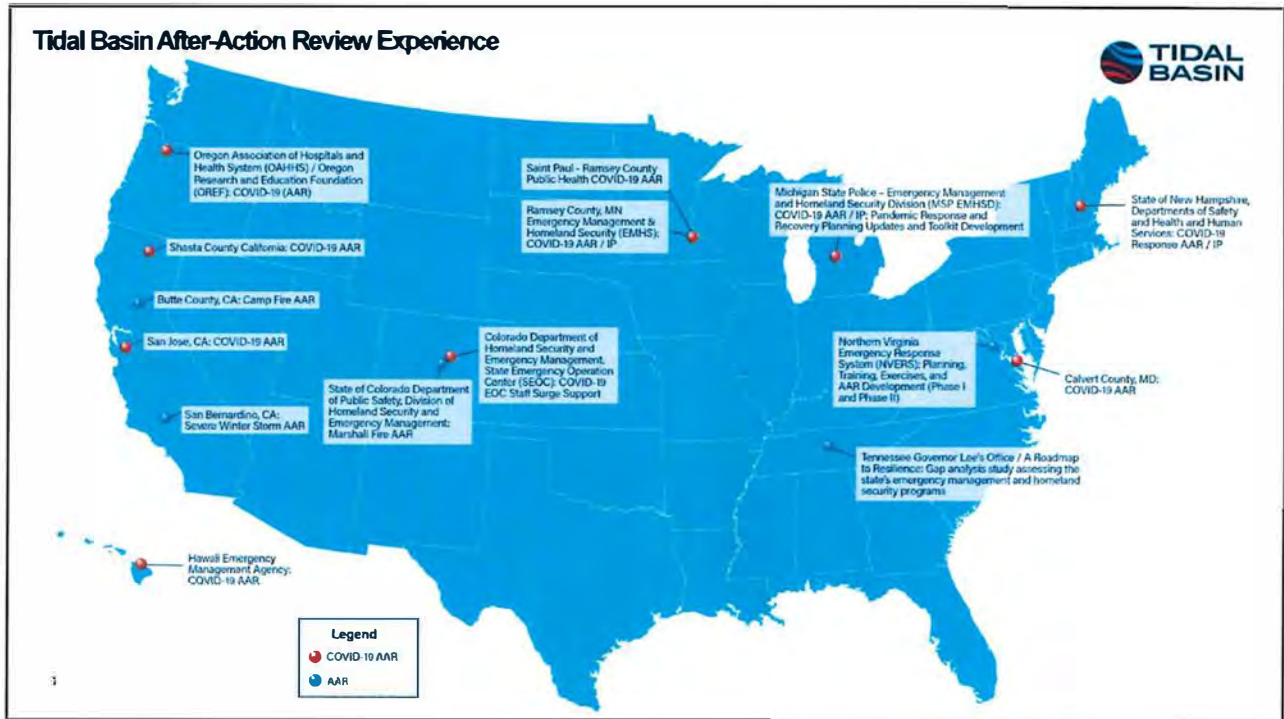 Tidal Basin After-Action Review Experience
TIDAL
BASIN
Oregon Association of Hospitals and
Health System (OAHHS) / Oregon
Research and Education Foundation
(OREF): COVID-19 (AAR)
Shasta County California: COVID-19 AAR
Butte County, CA: Camp Fire AAR
San Jose, CA: COVID-19 AAR
San Bernardino, CA:
Severe Winter Storm AAR
State of Colorado Department
of Public Safety, Division of
Homeland Security and
Emergency Management:
Marshall Fire AAR
Colorado Department of
Homeland Security and
Emergency Management,
State Emergency Operation
Center (SEOC): COVID-19
EOC Staff Surge Support
Saint Paul - Ramsey County
Public Health COVID-19 AAR
Ramsey County, MN
Emergency Management &
Homeland Security (EMHS):
COVID-19 AAR / IP
Michigan State Police – Emergency Management
and Homeland Security Division (MSP EMHSD):
COVID-19 AAR / IP; Pandemic Response and
Recovery Planning Updates and Toolkit Development
State of New Hampshire,
Departments of Safety
and Health and Human
Services: COVID-19
Response AAR / IP
Northern Virginia
Emergency Response
System (NVERS); Planning,
Training, Exercises, and
AAR Development (Phase I
and Phase II)
Calvert County, MD:
COVID-19 AAR
Tennessee Governor Lee's Office / A Roadmap
to Resilience: Gap analysis study assessing the
state's emergency management and homeland
security programs
Hawaii Emergency
Management Agency:
COVID-19 AAR
Legend
COVID-19 AAR
AAR